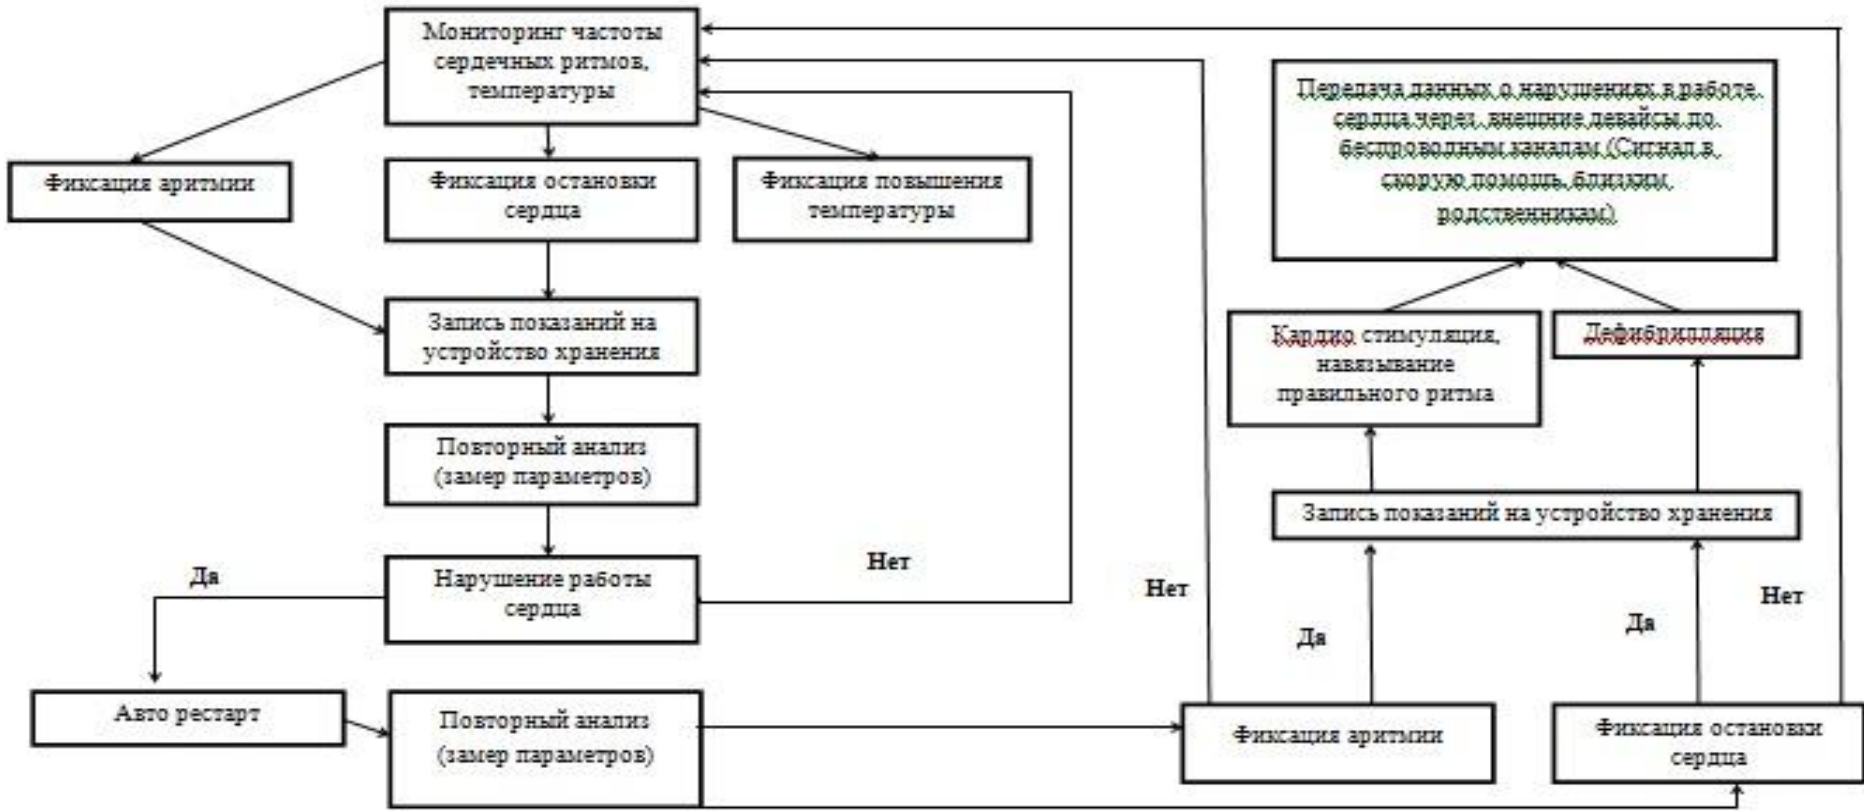 Мониторинг частоты
сердечных ритмов,
температуры
Фиксация аритмии
Фиксация остановки
сердца
Фиксация повышения
температуры
Запись показаний на
устройство хранения
Повторный анализ
(замер параметров)
Нарушение работы
сердца
Да
Нет
Авто рестарт
Повторный анализ
(замер параметров)
Передача данных о нарушениях в работе
сердца через внешние девайсы по
беспроводным каналам (Сигнал в
скорую помощь, близким
родственникам)
Кардио стимуляция,
навязывание
правильного ритма
Дефибрилляция
Запись показаний на устройство хранения
Нет
Да
Да
Нет
Фиксация аритмии
Фиксация остановки
сердца